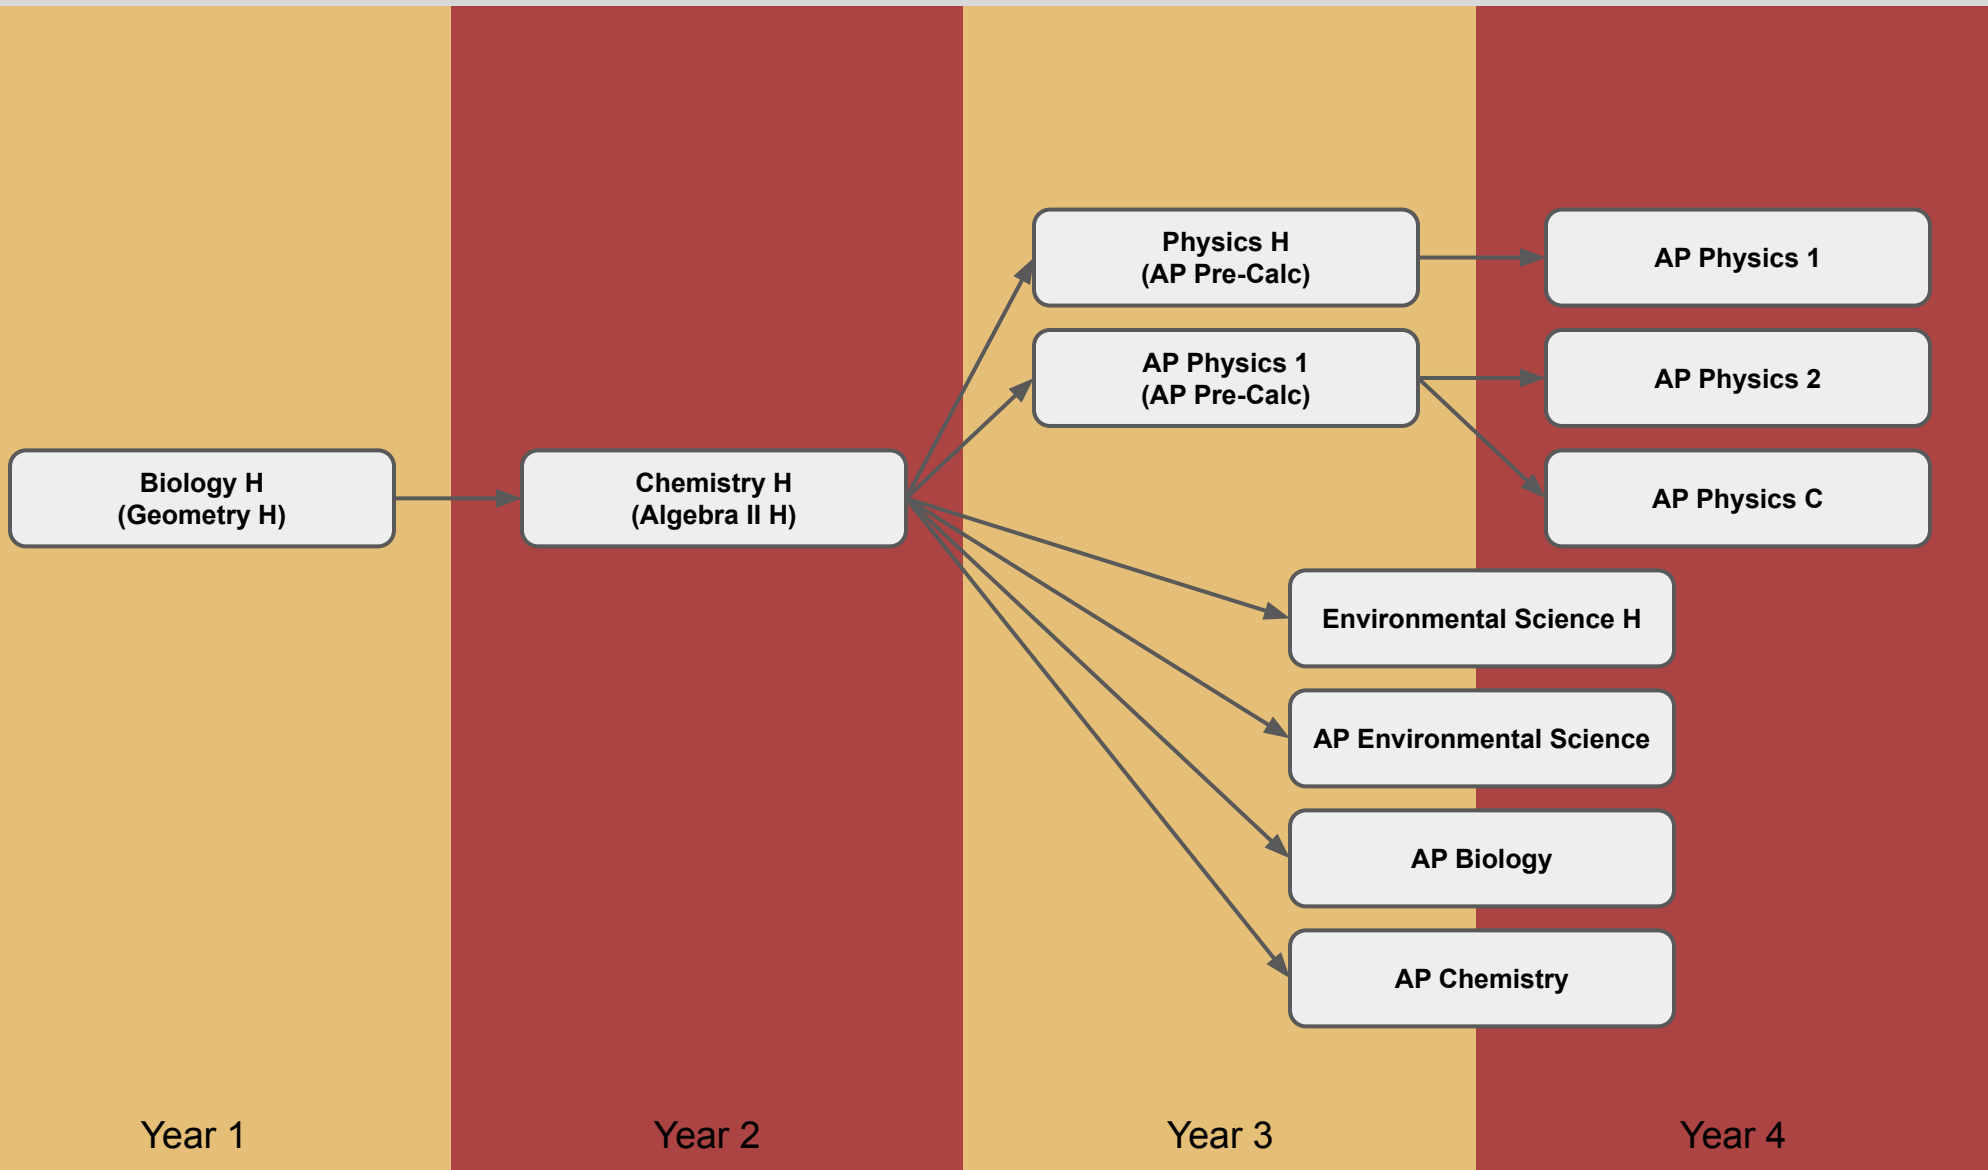 Biology H
(Geometry H)
Chemistry H
(Algebra II H)
Physics H
(AP Pre-Calc)
AP Physics 1
(AP Pre-Calc)
AP Physics 1
AP Physics 2
AP Physics C
Environmental Science H
AP Environmental Science
AP Biology
AP Chemistry
Year 1
Year 2
Year 3
Year 4